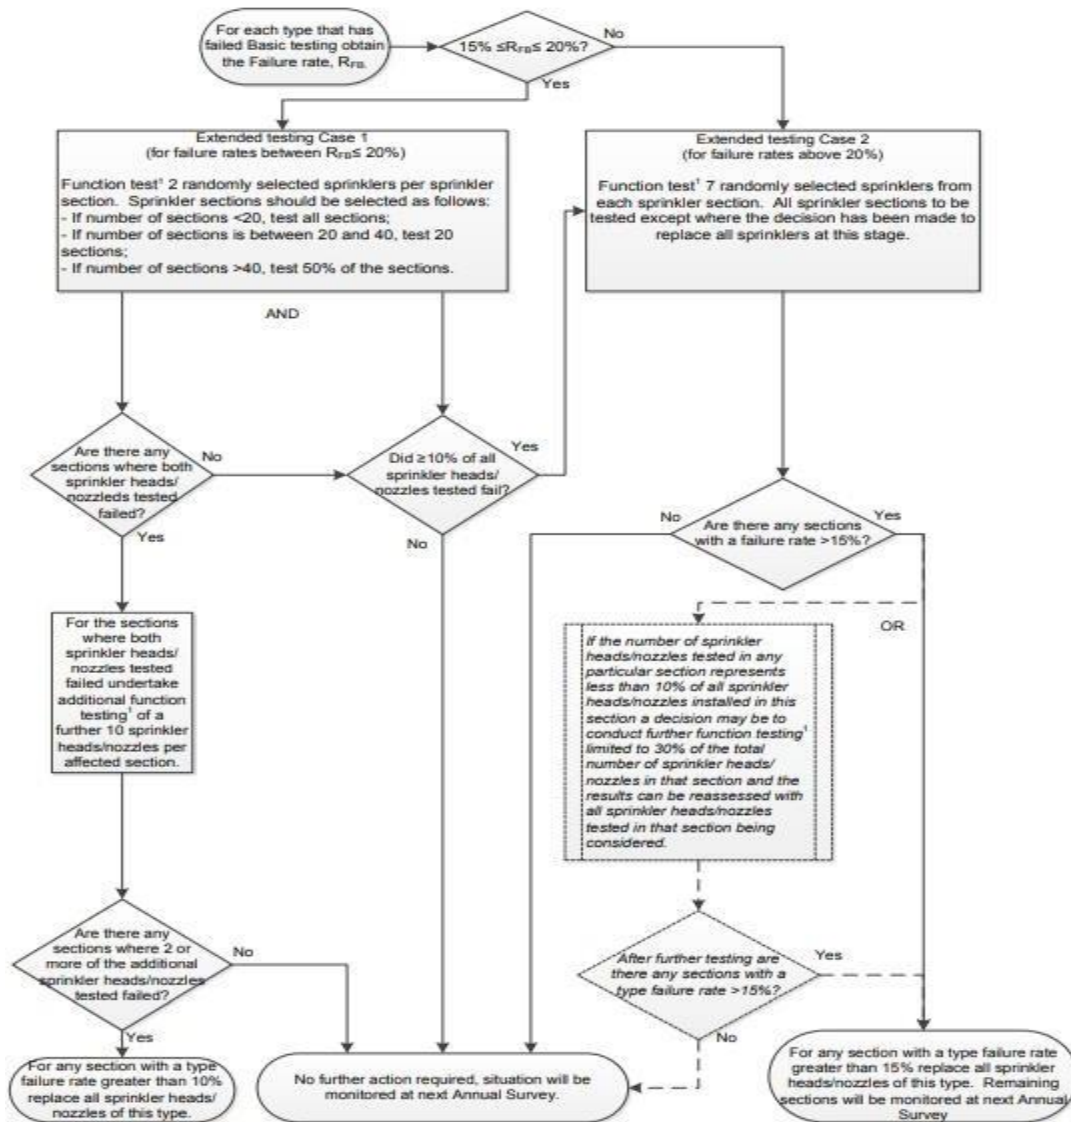 For each type that has
failed Basic testing obtain
the Failure rate, RFB.
15% ≤RFB≤ 20%?
No
Yes
Extended testing Case 1
(for failure rates between RFB≤ 20%)
Function test¹ 2 randomly selected sprinklers per sprinkler
section. Sprinkler sections should be selected as follows:
- If number of sections <20, test all sections;
- If number of sections is between 20 and 40, test 20
sections;
- If number of sections >40, test 50% of the sections.
Extended testing Case 2
(for failure rates above 20%)
Function test¹ 7 randomly selected sprinklers from
each sprinkler section. All sprinkler sections to be
tested except where the decision has been made to
replace all sprinklers at this stage.
AND
Are there any
sections where both
sprinkler heads/
nozzleds tested
failed?
No
Yes
Did ≥10% of all
sprinkler heads/
nozzles tested fail?
Yes
No
Are there any sections
with a failure rate >15%?
No
Yes
OR
For the sections
where both
sprinkler heads/
nozzles tested
failed undertake
additional function
testing¹ of a
further 10 sprinkler
heads/nozzles per
affected section.
If the number of sprinkler
heads/nozzles tested in any
particular section represents
less than 10% of all sprinkler
heads/nozzles installed in this
section a decision may be to
conduct further function testing¹
limited to 30% of the total
number of sprinkler heads/
nozzles in that section and the
results can be reassessed with
all sprinkler heads/nozzles
tested in that section being
considered.
Are there any
sections where 2 or
more of the additional
sprinkler heads/nozzles
tested failed?
No
Yes
After further testing are
there any sections with a
type failure rate >15%?
Yes
No
For any section with a type
failure rate greater than 10%
replace all sprinkler heads/
nozzles of this type.
No further action required, situation will be
monitored at next Annual Survey.
For any section with a type failure rate
greater than 15% replace all sprinkler
heads/nozzles of this type. Remaining
sections will be monitored at next Annual
Survey